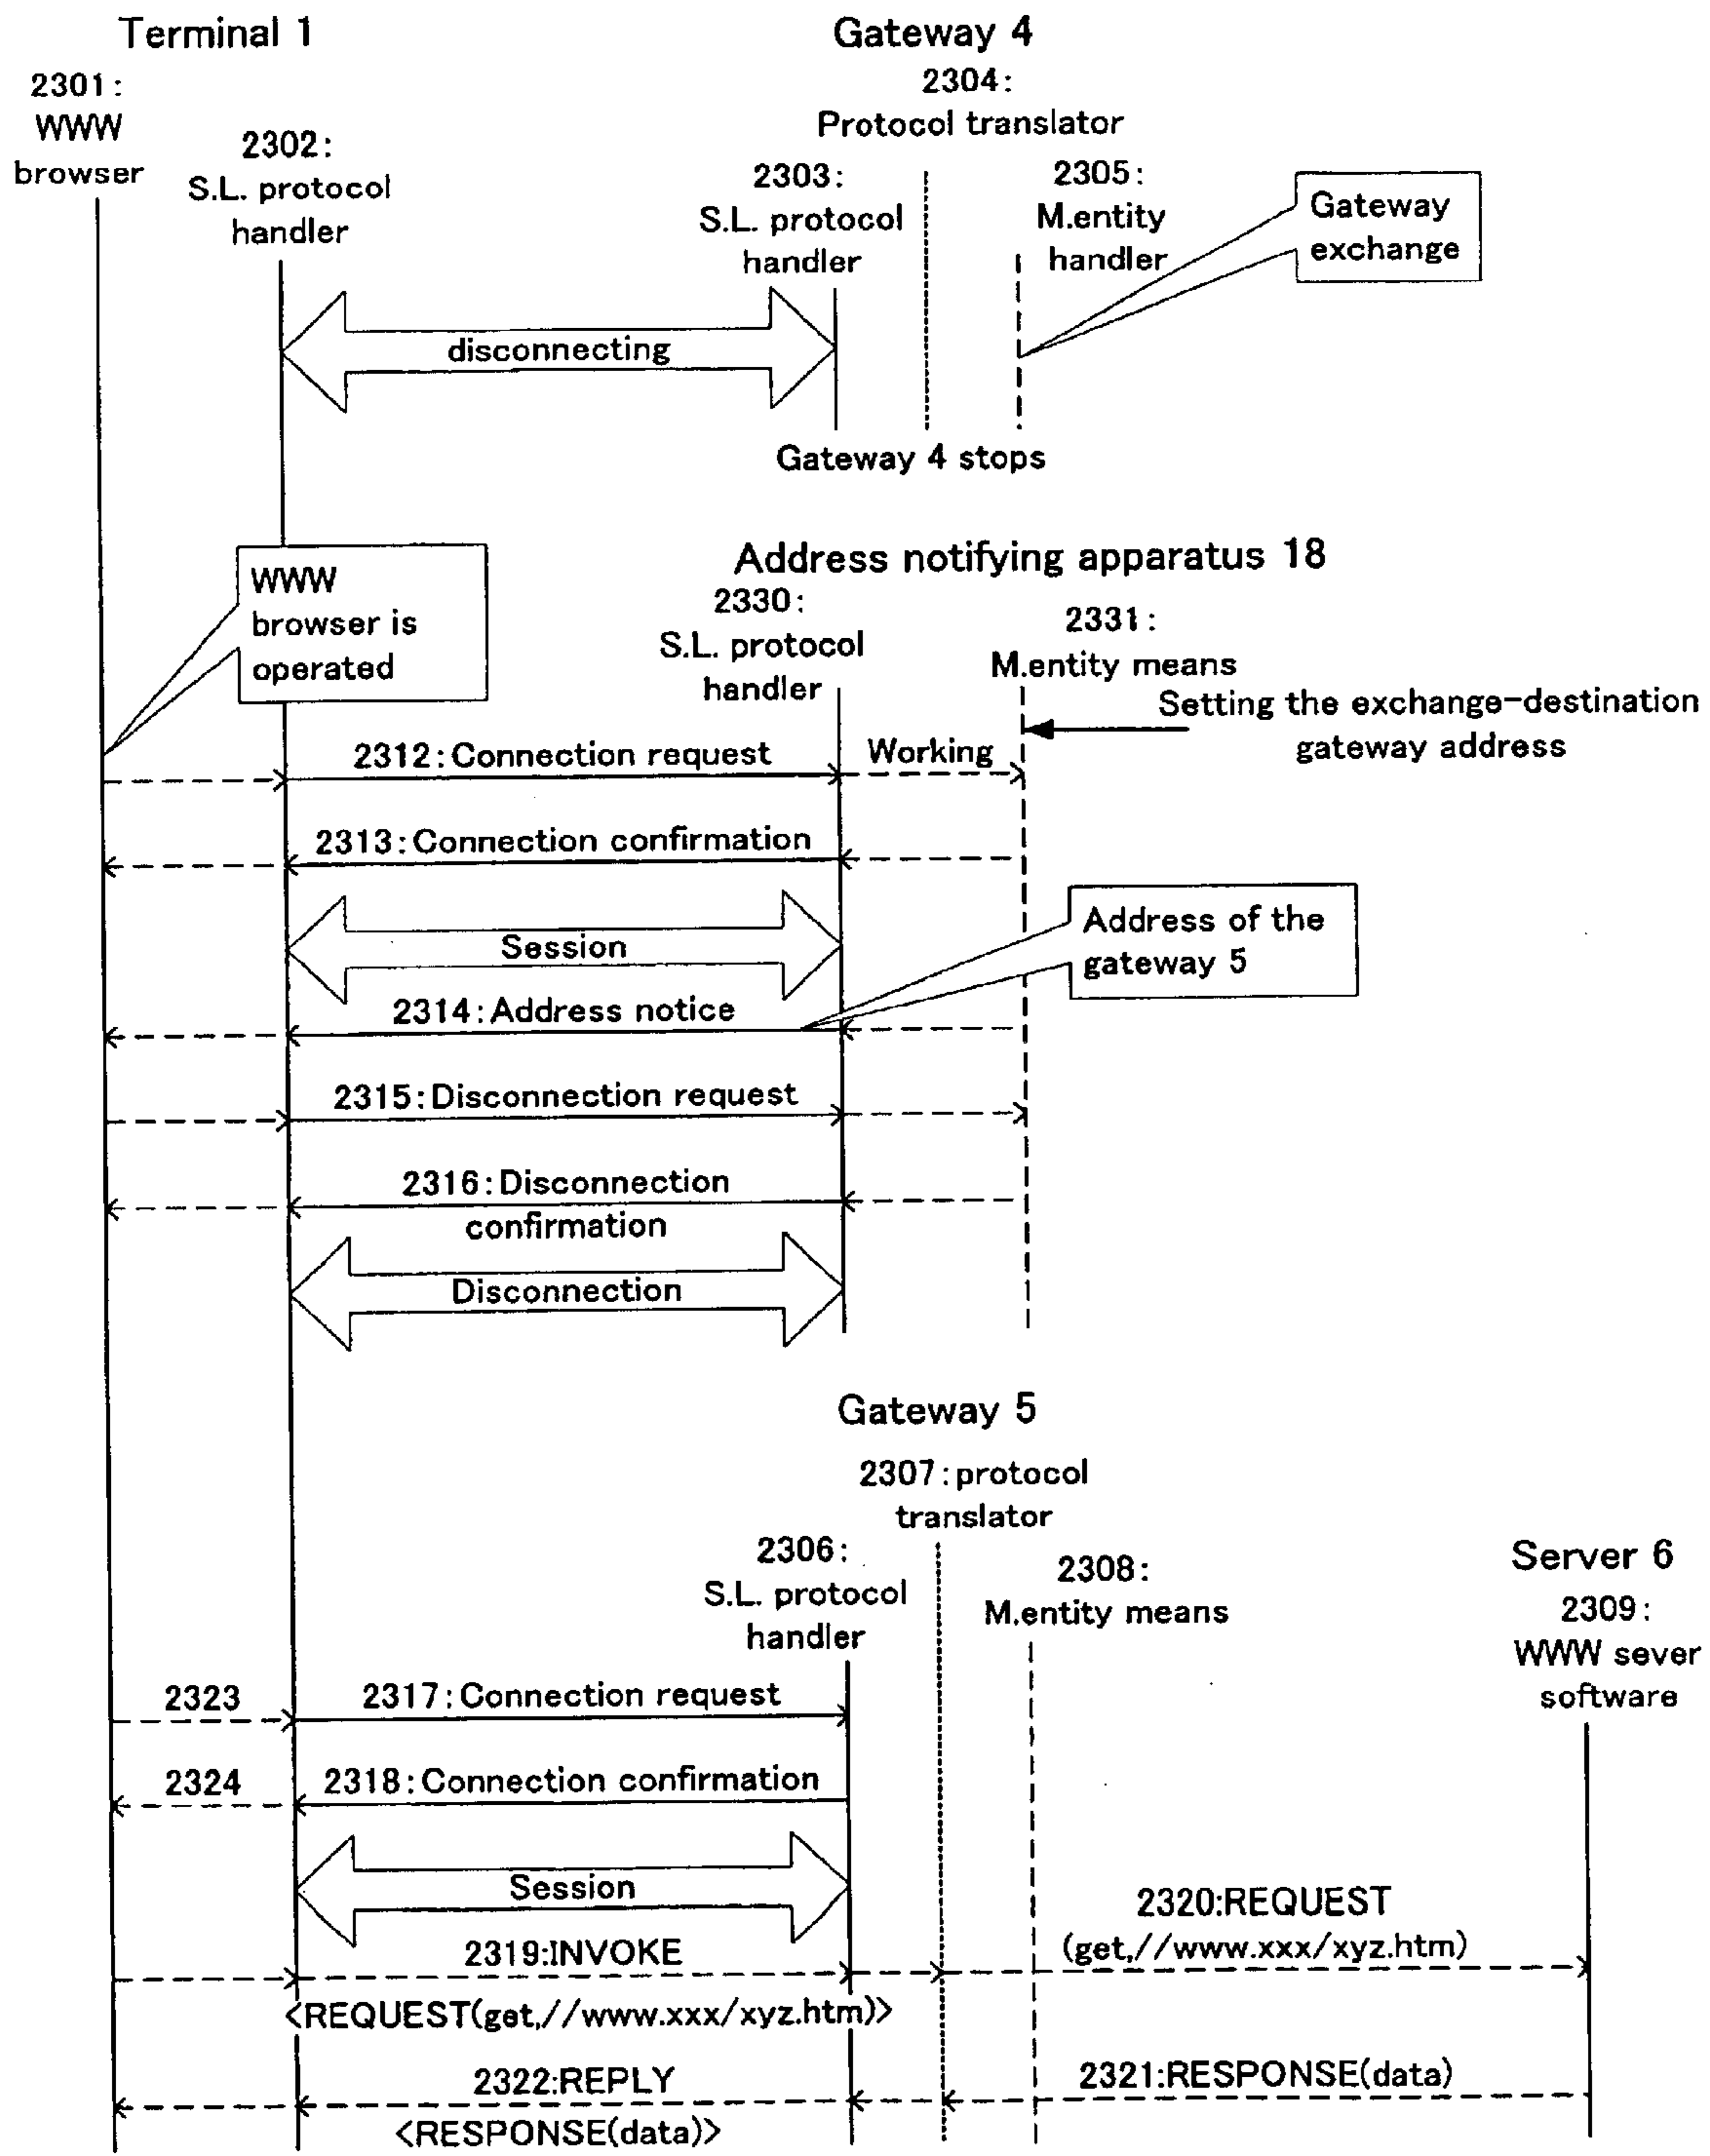 Terminal 1
Gateway 4
2301:
WWW
browser
2302:
S.L. protocol
handler
2304:
Protocol translator
2303:
S.L. protocol
handler
2305:
M.entity
handler
Gateway
exchange
disconnecting
Gateway 4 stops
WWW
browser is
operated
Address notifying apparatus 18
2330:
S.L. protocol
handler
2331:
M.entity means
Setting the exchange-destination
gateway address
2312:Connection request
Working
2313:Connection confirmation
Session
Address of the
gateway 5
2314:Address notice
2315:Disconnection request
2316:Disconnection
confirmation
Disconnection
Gateway 5
2307:protocol
translator
2306:
S.L. protocol
handler
2308:
M.entity means
Server 6
2309:
WWW sever
software
2323
2317:Connection request
2324
2318:Connection confirmation
Session
2319:INVOKE
<REQUEST(get,//www.xxx/xyz.htm)>
2320:REQUEST
(get,//www.xxx/xyz.htm)
2322:REPLY
<RESPONSE(data)>
2321:RESPONSE(data)